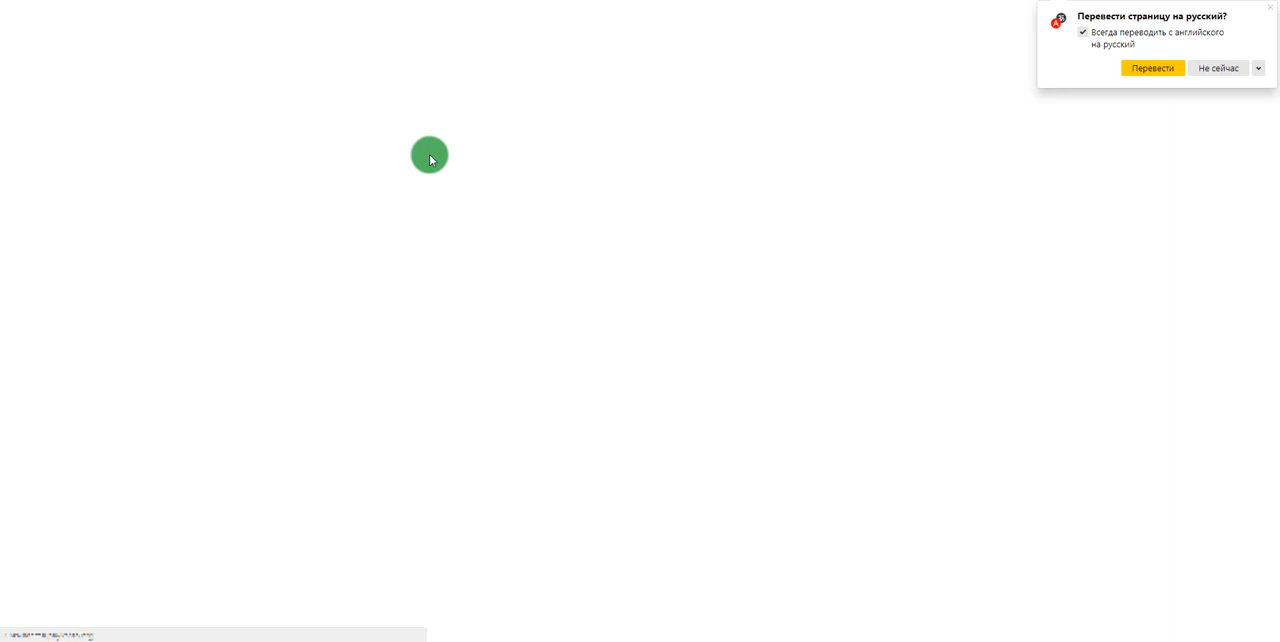 Перевести страницу на русский?
Всегда переводить с английского
на русский
Перевести
Не сейчас